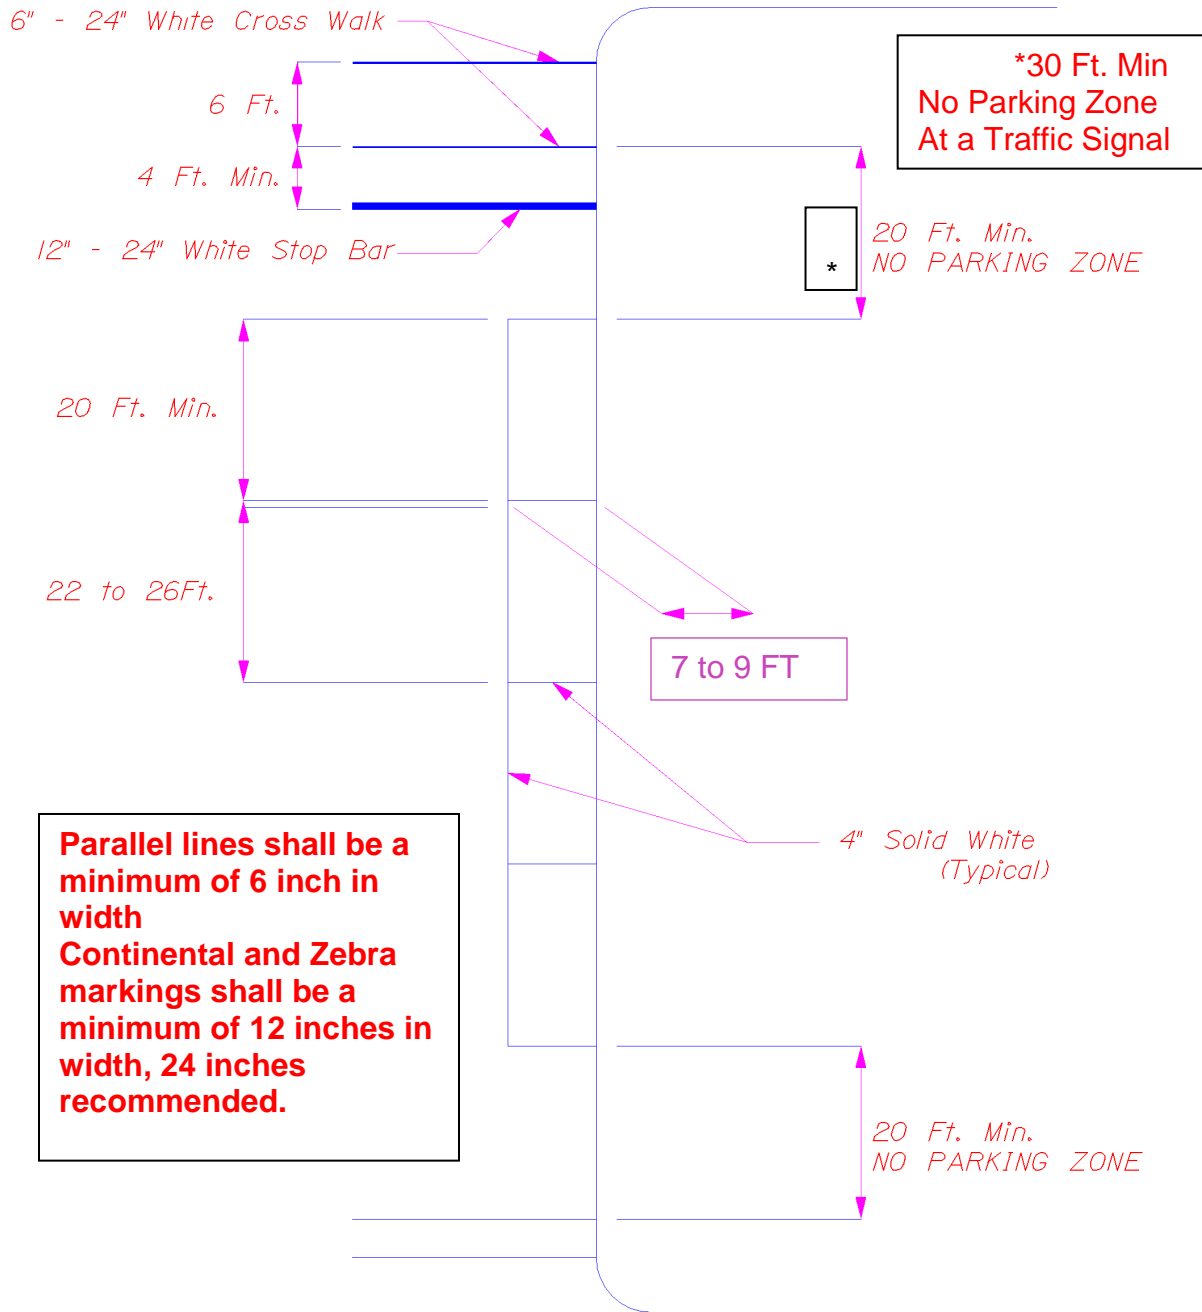 6" - 24" White Cross Walk
*30 Ft. Min
No Parking Zone
At a Traffic Signal
6 Ft.
4 Ft. Min.
12" - 24" White Stop Bar
*
20 Ft. Min.
NO PARKING ZONE
20 Ft. Min.
22 to 26Ft.
7 to 9 FT
4" Solid White
(Typical)
Parallel lines shall be a
minimum of 6 inch in
width
Continental and Zebra
markings shall be a
minimum of 12 inches in
width, 24 inches
recommended.
20 Ft. Min.
NO PARKING ZONE